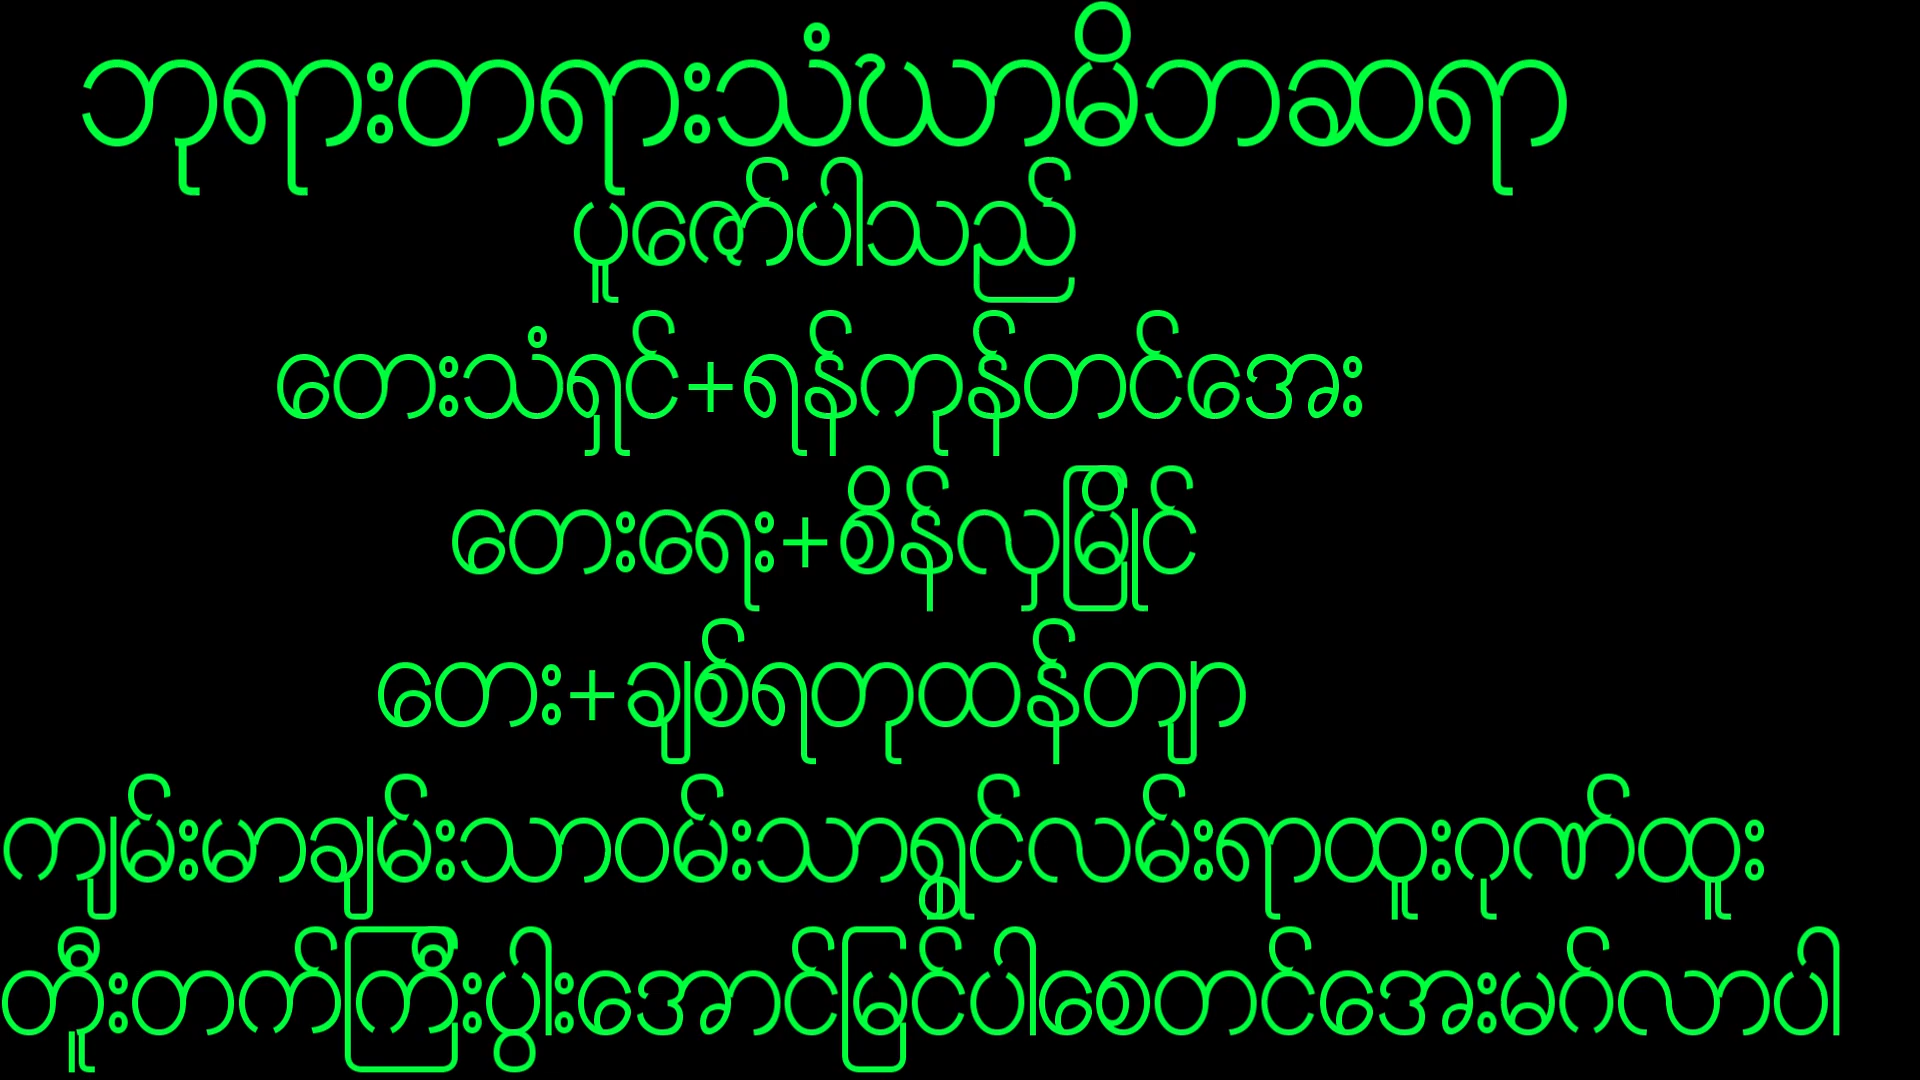 ဘုရားတရားသံဃာမိဘဆရာ
ပူဇော်ပါသည်
တေးသံရှင်+ရန်ကုန်တင်အေး
တေးရေး+စိန်လှမြိုင်
တေး+ချစ်ရတုထန်တျာ
ကျမ်းမာချမ်းသာဝမ်းသာရွှင်လမ်းရာထူးဂုဏ်ထူး
တိူးတက်ကြီးပွါးအောင်မြင်ပါစေတင်အေးမင်္ဂလာပါ